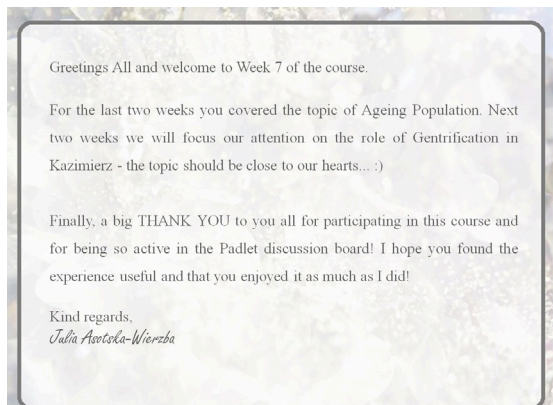 Greetings All and welcome to Week 7 of the course.
For the last two weeks you covered the topic of Ageing Population. Next
two weeks we will focus our attention on the role of Gentrification in
Kazimierz - the topic should be close to our hearts... :)
Finally, a big THANK YOU to you all for participating in this course and
for being so active in the Padlet discussion board! I hope you found the
experience useful and that you enjoyed it as much as I did!
Kind regards,
Julia Asotska-Wierzba